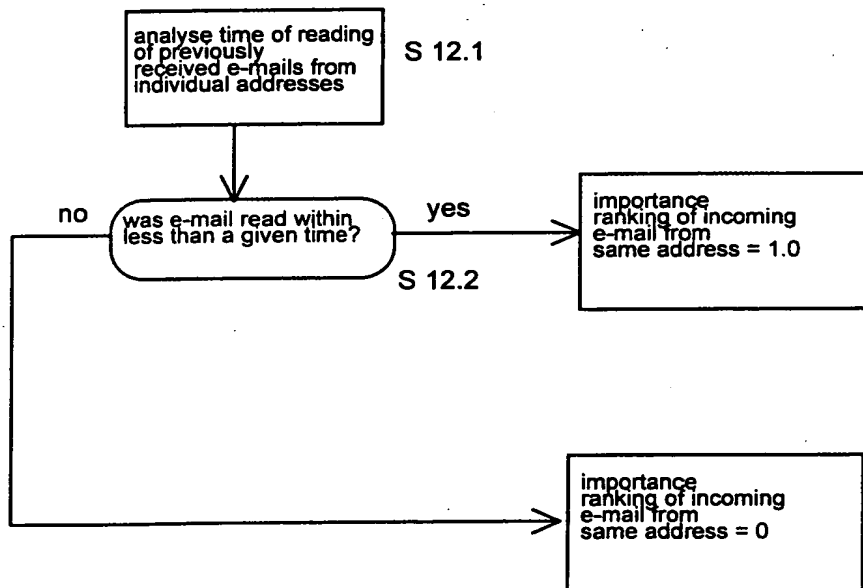 analyse time of reading
of previously
received e-mails from
individual addresses
S 12.1
no
was e-mail read within
less than a given time?
yes
S 12.2
importance
ranking of incoming
e-mail from
same address = 1.0
importance
ranking of incoming
e-mail from
same address = 0